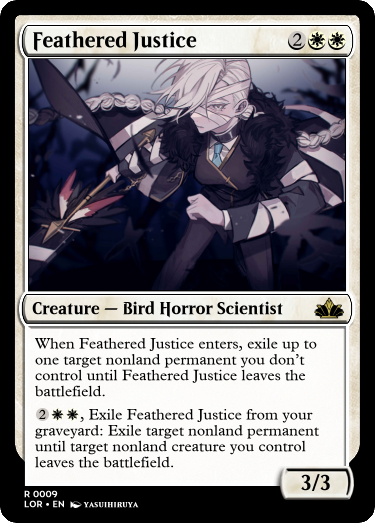 Feathered Justice 2
Creature — Bird Horror Scientist
When Feathered Justice enters, exile up to
one target nonland permanent you don't
control until Feathered Justice leaves the
battlefield.
2, Exile Feathered Justice from your
graveyard: Exile target nonland permanent
until target nonland creature you control
leaves the battlefield.
3/3
R 0009
LOR • EN YASUIHIRUYA